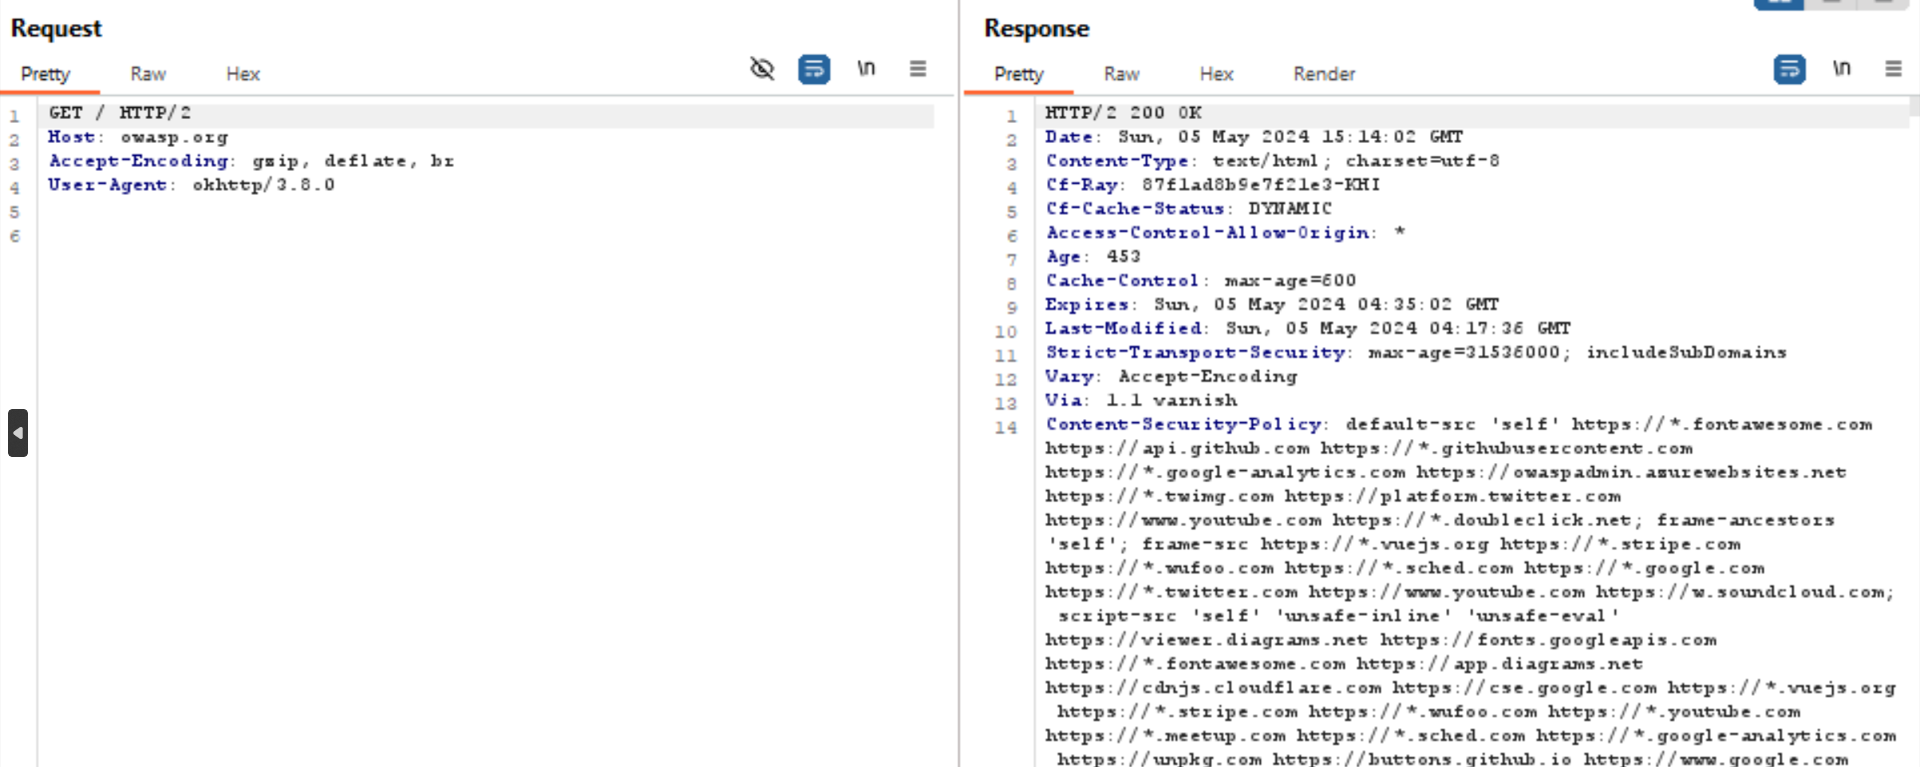 Request
Pretty Raw Hex
\n
1 GET / HTTP/2
2 Host: owasp.org
3 Accept-Encoding: gzip, deflate, br
4 User-Agent: okhttp/3.8.0
5
6
Response
Pretty Raw Hex Render
\n
1 HTTP/2 200 OK
2 Date: Sun, 05 May 2024 15:14:02 GMT
3 Content-Type: text/html; charset=utf-8
4 Cf-Ray: 87f1ad8b9e7f21e3-KHI
5 Cf-Cache-Status: DYNAMIC
6 Access-Control-Allow-Origin: *
7 Age: 453
8 Cache-Control: max-age=600
9 Expires: Sun, 05 May 2024 04:35:02 GMT
10 Last-Modified: Sun, 05 May 2024 04:17:36 GMT
11 Strict-Transport-Security: max-age=31536000; includeSubDomains
12 Vary: Accept-Encoding
13 Via: 1.1 varnish
14 Content-Security-Policy: default-src 'self' https://*.fontawesome.com
https://api.github.com https://*.githubusercontent.com
https://*.google-analytics.com https://owaspadmin.azurewebsites.net
https://*.twimg.com https://platform.twitter.com
https://www.youtube.com https://*.doubleclick.net; frame-ancestors
'self'; frame-src https://*.vuejs.org https://*.stripe.com
https://*.wufoo.com https://*.sched.com https://*.google.com
https://*.twitter.com https://www.youtube.com https://w.soundcloud.com;
script-src 'self' 'unsafe-inline' 'unsafe-eval'
https://viewer.diagrams.net https://fonts.googleapis.com
https://*.fontawesome.com https://app.diagrams.net
https://cdnjs.cloudflare.com https://cse.google.com https://*.vuejs.org
https://*.stripe.com https://*.wufoo.com https://*.youtube.com
https://*.meetup.com https://*.sched.com https://*.google-analytics.com
https://unpkg.com https://buttons.github.io https://www.google.com